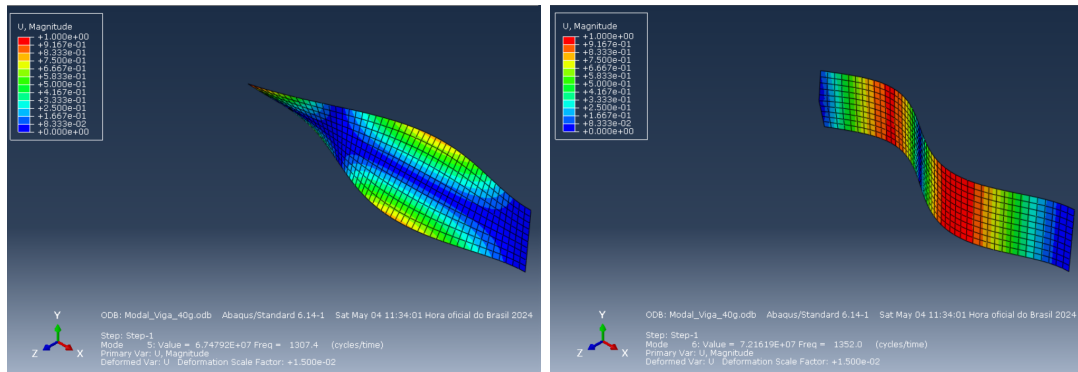 U, Magnitude
+1.000e+00
+9.167e-01
+8.333e-01
+7.500e-01
+6.667e-01
+5.833e-01
+5.000e-01
+4.167e-01
+3.333e-01
+2.500e-01
+1.667e-01
+8.333e-02
+0.000e+00
Y
Z
X
ODB: Modal_Viga_40g.odb Abaqus/Standard 6.14-1 Sat May 04 11:34:01 Hora oficial do Brasil 2024
Step: Step-1
Mode 5: Value = 6.74792E+07 Freq = 1307.4 (cycles/time)
Primary Var: U, Magnitude
Deformed Var: U Deformation Scale Factor: +1.500e-02
U, Magnitude
+1.000e+00
+9.167e-01
+8.333e-01
+7.500e-01
+6.667e-01
+5.833e-01
+5.000e-01
+4.167e-01
+3.333e-01
+2.500e-01
+1.667e-01
+8.333e-02
+0.000e+00
Y
Z
X
ODB: Modal_Viga_40g.odb Abaqus/Standard 6.14-1 Sat May 04 11:34:01 Hora oficial do Brasil 2024
Step: Step-1
Mode 6: Value = 7.21619E+07 Freq = 1352.0 (cycles/time)
Primary Var: U, Magnitude
Deformed Var: U Deformation Scale Factor: +1.500e-02